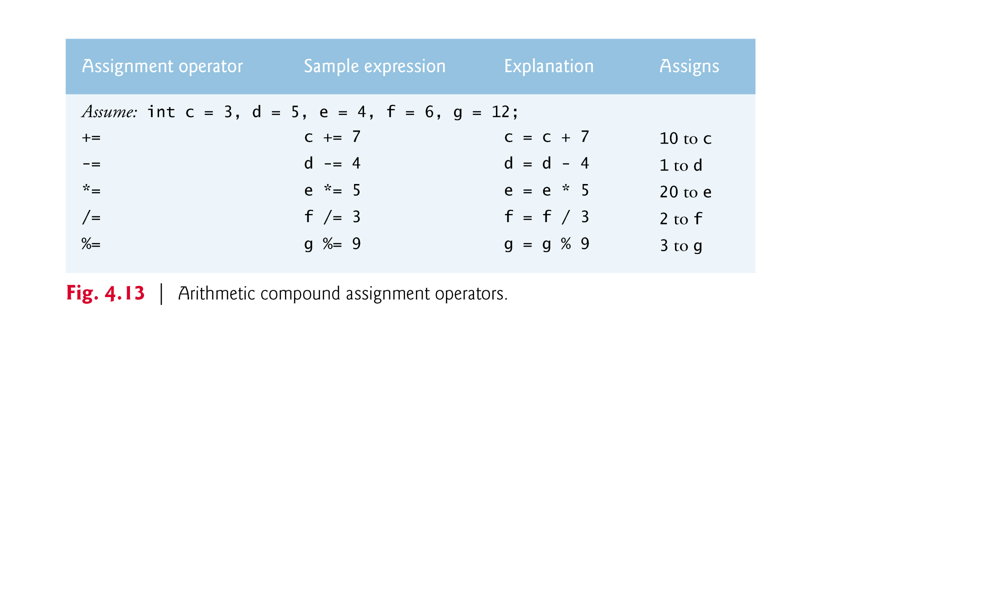 Assignment operator Sample expression Explanation Assigns
Assume: int c = 3, d = 5, e = 4, f = 6, g = 12;
+= c += 7 c = c + 7 10 to c
-= d -= 4 d = d - 4 1 to d
*= e *= 5 e = e * 5 20 to e
/= f /= 3 f = f / 3 2 to f
%= g %= 9 g = g % 9 3 to g
Fig. 4.13 | Arithmetic compound assignment operators.